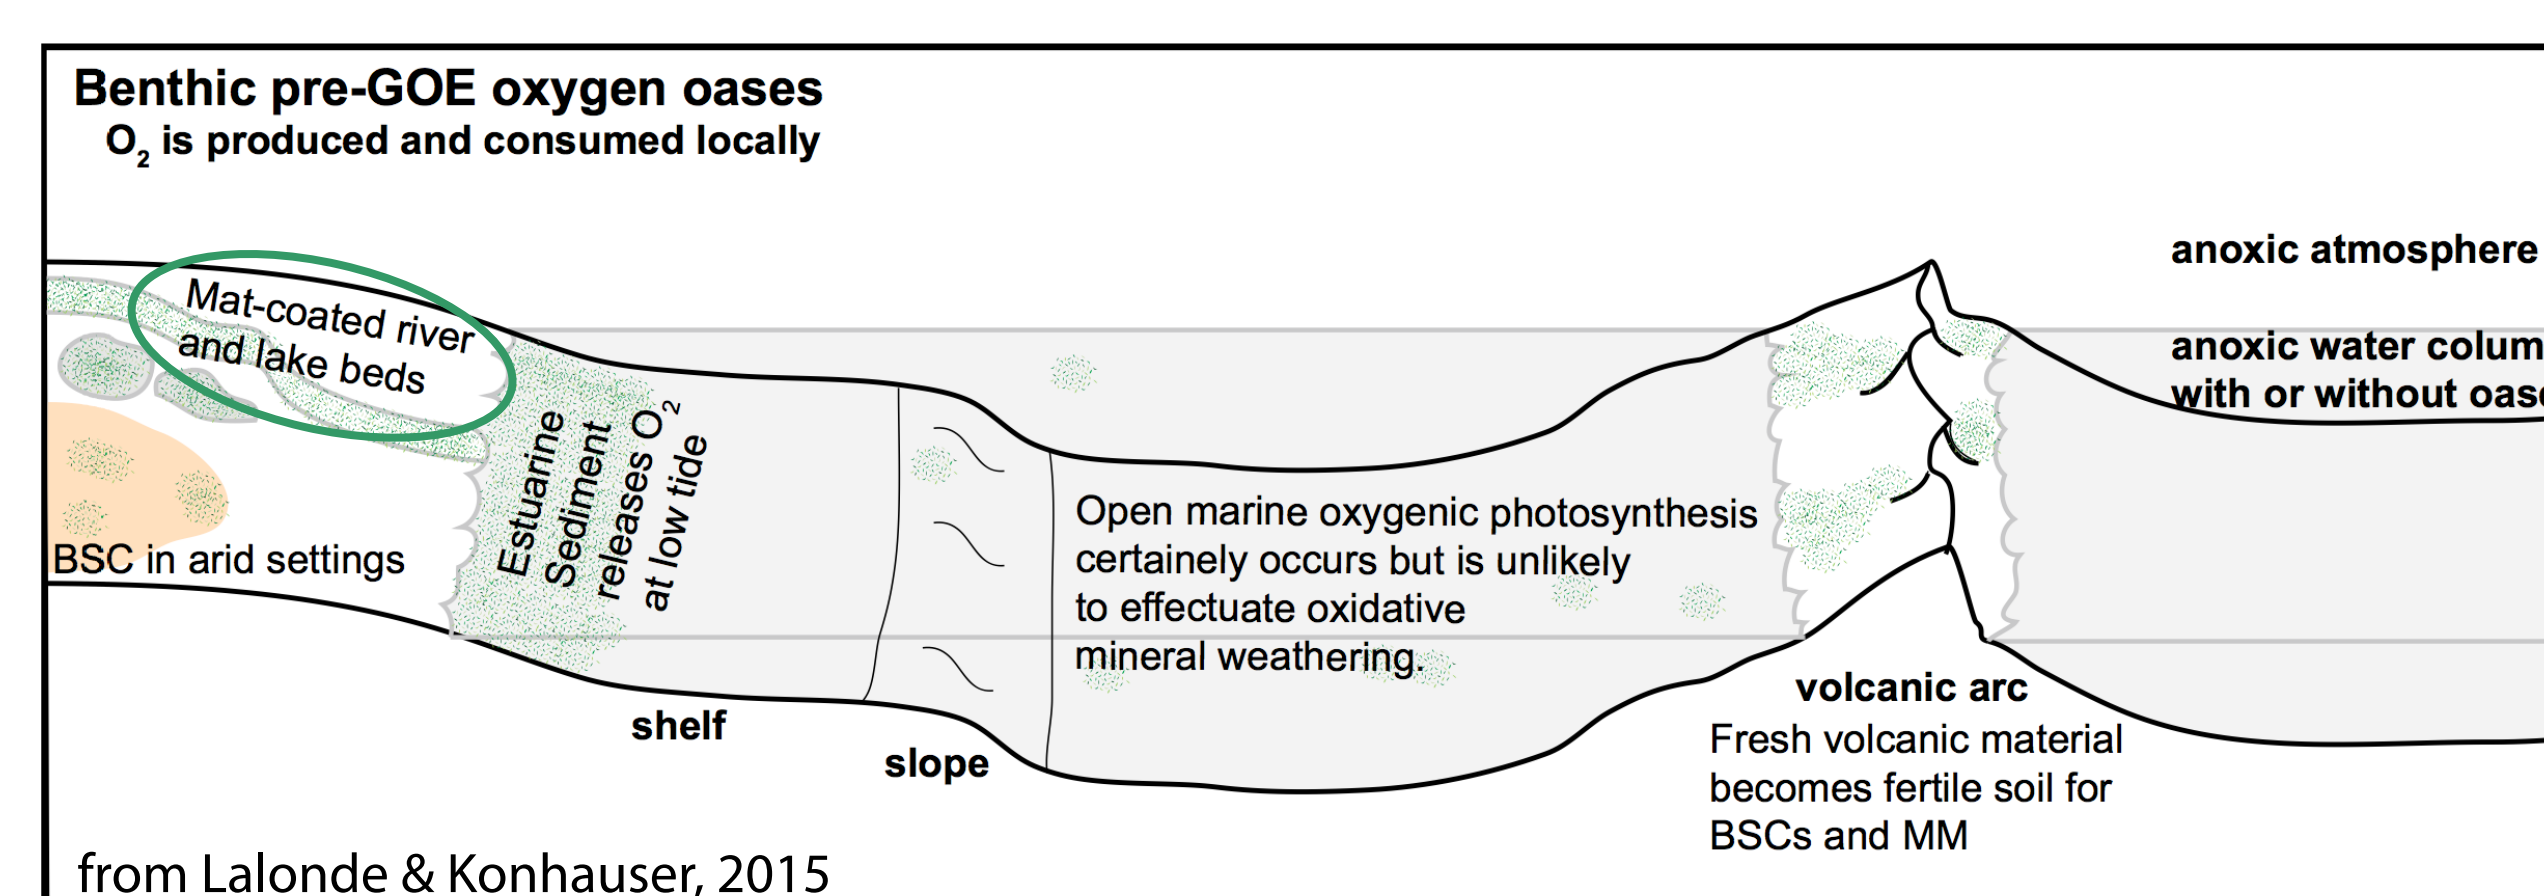 Benthic pre-GOE oxygen oases
O2 is produced and consumed locally
anoxic atmosphere
anoxic water colum
with or without oas
Mat-coated river
and lake beds
BSC in arid settings
Estuarine
Sediment
releases O2
at low tide
Open marine oxygenic photosynthesis
certainely occurs but is unlikely
to effectuate oxidative
mineral weathering.
shelf
slope
volcanic arc
Fresh volcanic material
becomes fertile soil for
BSCs and MM
from Lalonde & Konhauser, 2015